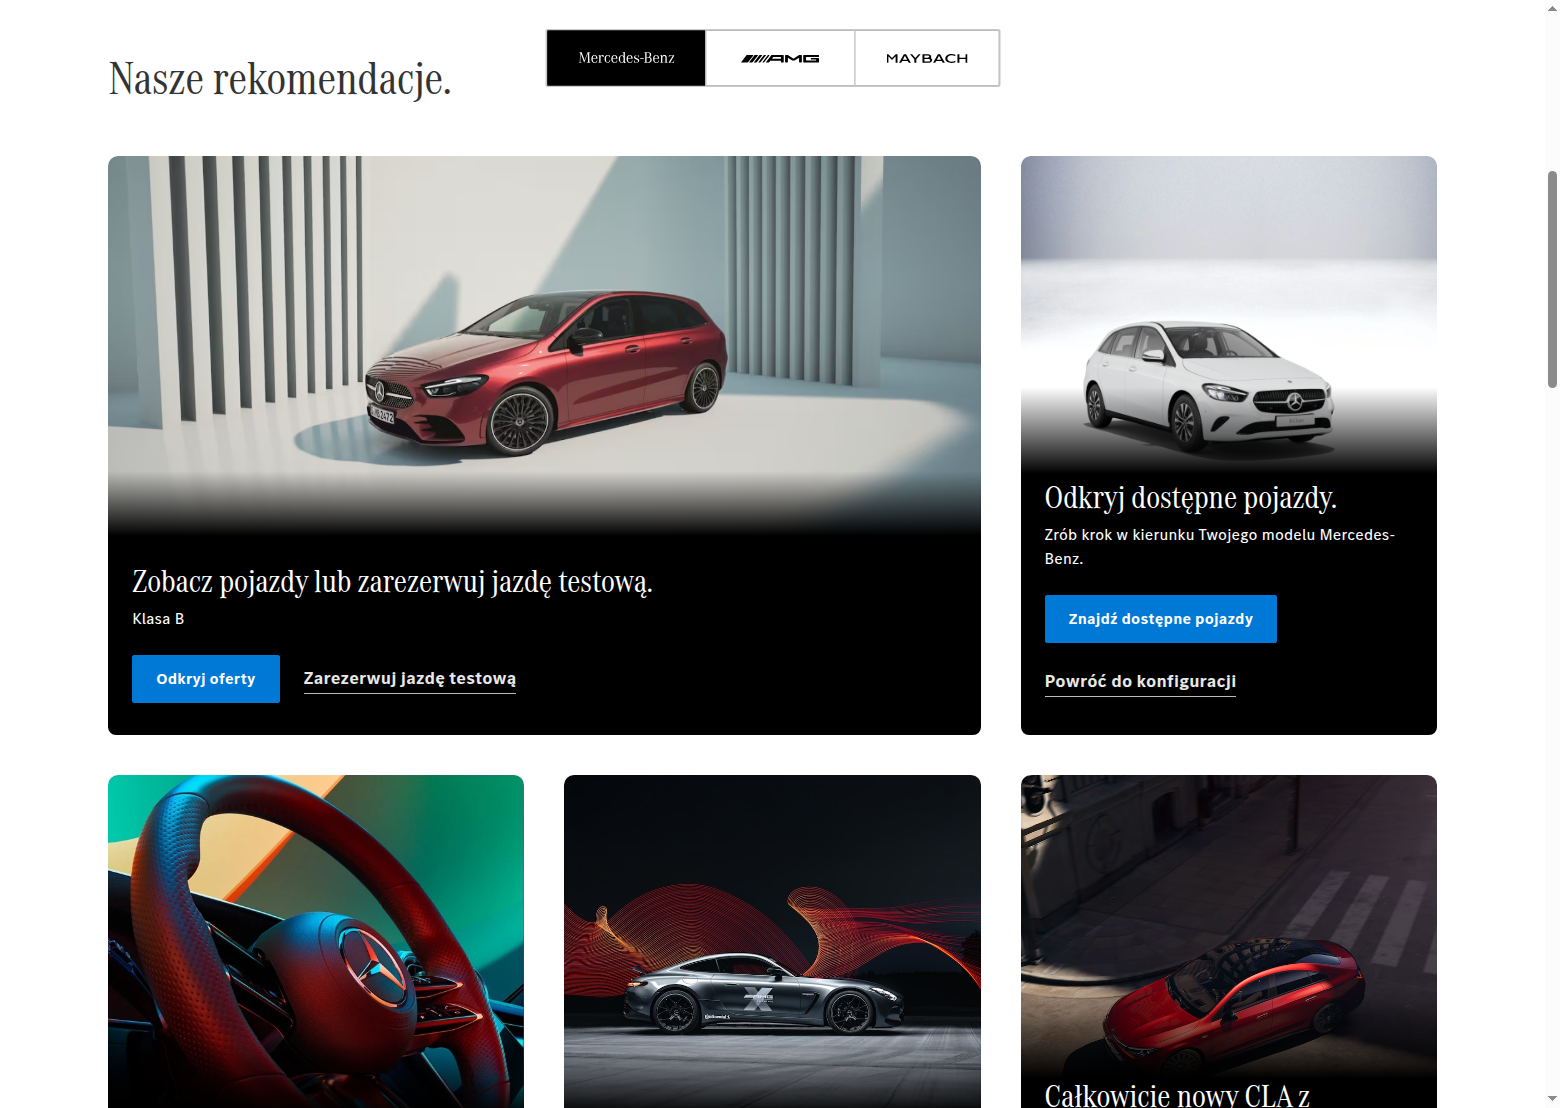 Nasze rekomendacje.
Mercedes-Benz
AMG
MAYBACH
Zobacz pojazdy lub zarezerwuj jazdę testową.
Klasa B
Odkryj oferty
Zarezerwuj jazdę testową
Odkryj dostępne pojazdy.
Zrób krok w kierunku Twojego modelu Mercedes-
Benz.
Znajdź dostępne pojazdy
Powróć do konfiguracji
AMG
X
Całkowicie nowy CLA z